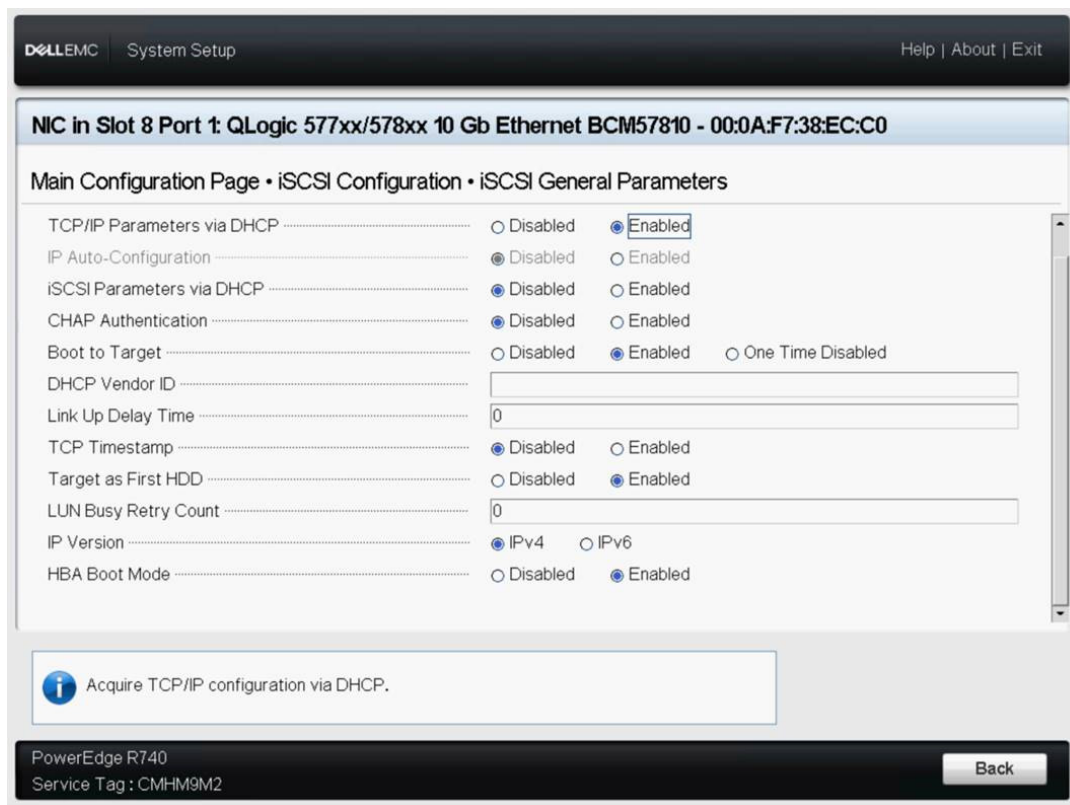 DELLEMC System Setup Help | About | Exit
NIC in Slot 8 Port 1: QLogic 577xx/578xx 10 Gb Ethernet BCM57810 - 00:0A:F7:38:EC:C0
Main Configuration Page • iSCSI Configuration • iSCSI General Parameters
TCP/IP Parameters via DHCP Disabled Enabled
IP Auto-Configuration Disabled Enabled
iSCSI Parameters via DHCP Disabled Enabled
CHAP Authentication Disabled Enabled
Boot to Target Disabled Enabled One Time Disabled
DHCP Vendor ID
Link Up Delay Time 0
TCP Timestamp Disabled Enabled
Target as First HDD Disabled Enabled
LUN Busy Retry Count 0
IP Version IPv4 IPv6
HBA Boot Mode Disabled Enabled
Acquire TCP/IP configuration via DHCP.
PowerEdge R740
Service Tag : CMHM9M2
Back